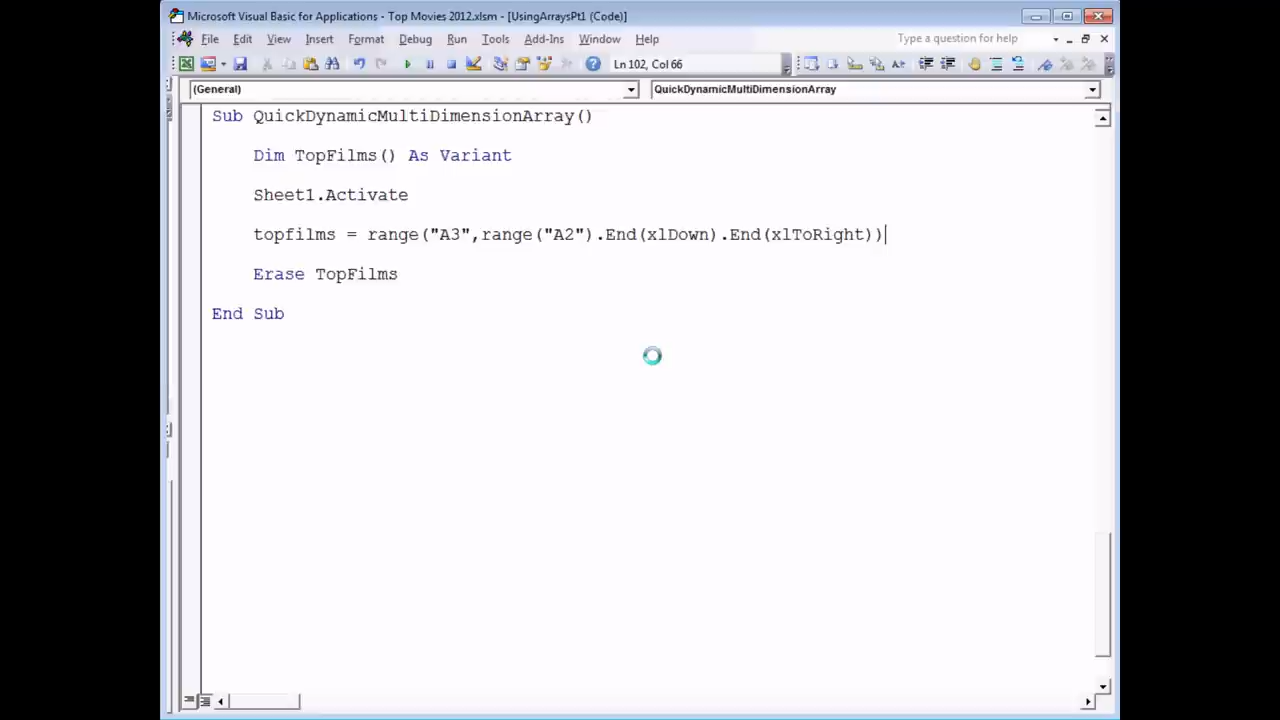 Microsoft Visual Basic for Applications - Top Movies 2012.xlsm - [UsingArraysPt1 (Code)]
File Edit View Insert Format Debug Run Tools Add-Ins Window Help Type a question for help
Ln 102, Col 66
(General) QuickDynamicMultiDimensionArray
Sub QuickDynamicMultiDimensionArray()
Dim TopFilms() As Variant
Sheet1.Activate
topfilms = range("A3",range("A2").End(xlDown).End(xlToRight))
Erase TopFilms
End Sub